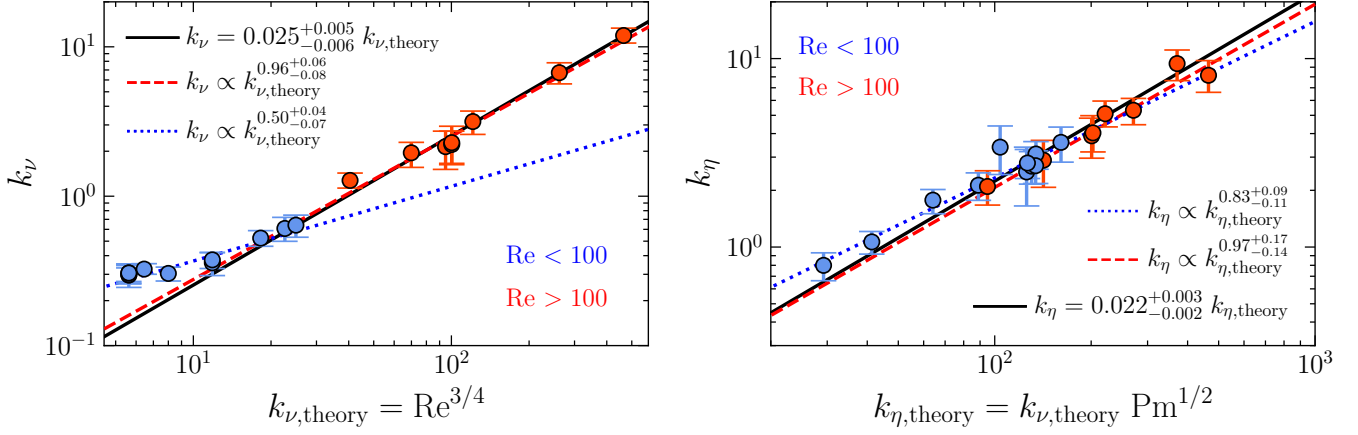 10^1
10^0
10^{-1}
k_ν
k_ν = 0.025^{+0.005}_{-0.006} k_{ν,theory}
k_ν ∝ k_{ν,theory}^{0.96^{+0.06}_{-0.08}}
k_ν ∝ k_{ν,theory}^{0.50^{+0.04}_{-0.07}}
Re < 100
Re > 100
10^1
10^2
k_{ν,theory} = Re^{3/4}
10^1
10^0
k_η
Re < 100
Re > 100
k_η ∝ k_{η,theory}^{0.83^{+0.09}_{-0.11}}
k_η ∝ k_{η,theory}^{0.97^{+0.17}_{-0.14}}
k_η = 0.022^{+0.003}_{-0.002} k_{η,theory}
10^2
10^3
k_{η,theory} = k_{ν,theory} Pm^{1/2}